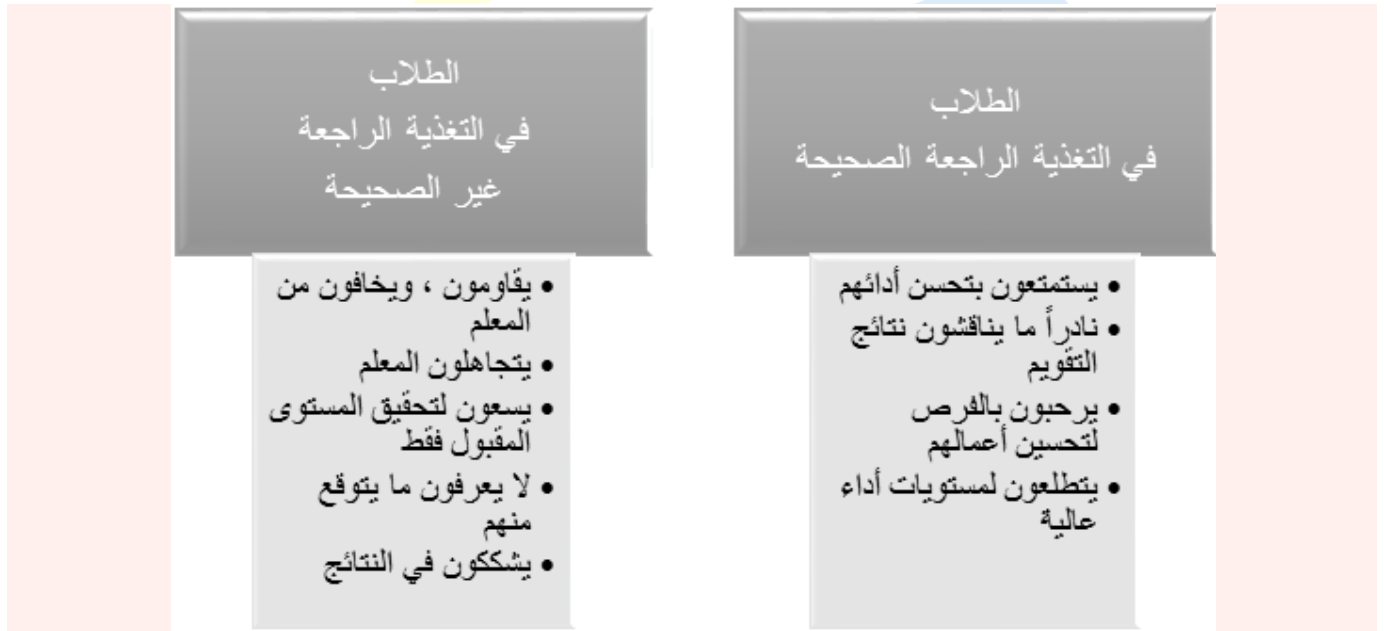 الطلاب
في التغذية الراجعة الصحيحة
• يستمتعون بتحسن أدائهم
• نادراً ما يناقشون نتائج
التقويم
• يرحبون بالفرص
لتحسين أعمالهم
• يتطلعون لمستويات أداء
عالية
الطلاب
في التغذية الراجعة
غير الصحيحة
• يقاومون ، ويخافون من
المعلم
• يتجاهلون المعلم
• يسعون لتحقيق المستوى
المقبول فقط
• لا يعرفون ما يتوقع
منهم
• يشككون في النتائج